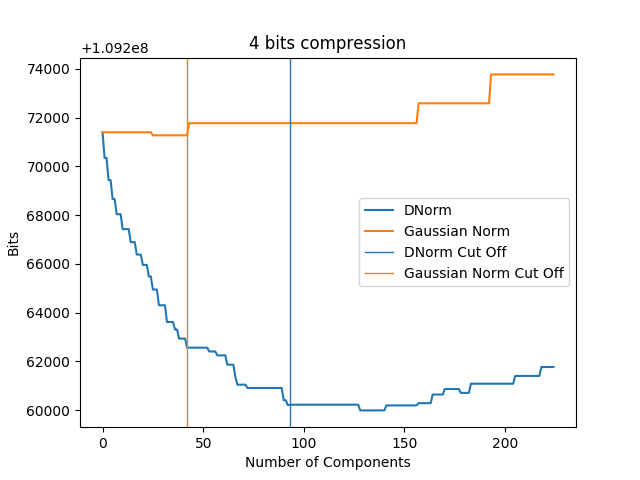 4 bits compression
+1.092e8
74000
72000
70000
68000
66000
64000
62000
60000
Bits
DNorm
Gaussian Norm
DNorm Cut Off
Gaussian Norm Cut Off
0 50 100 150 200
Number of Components